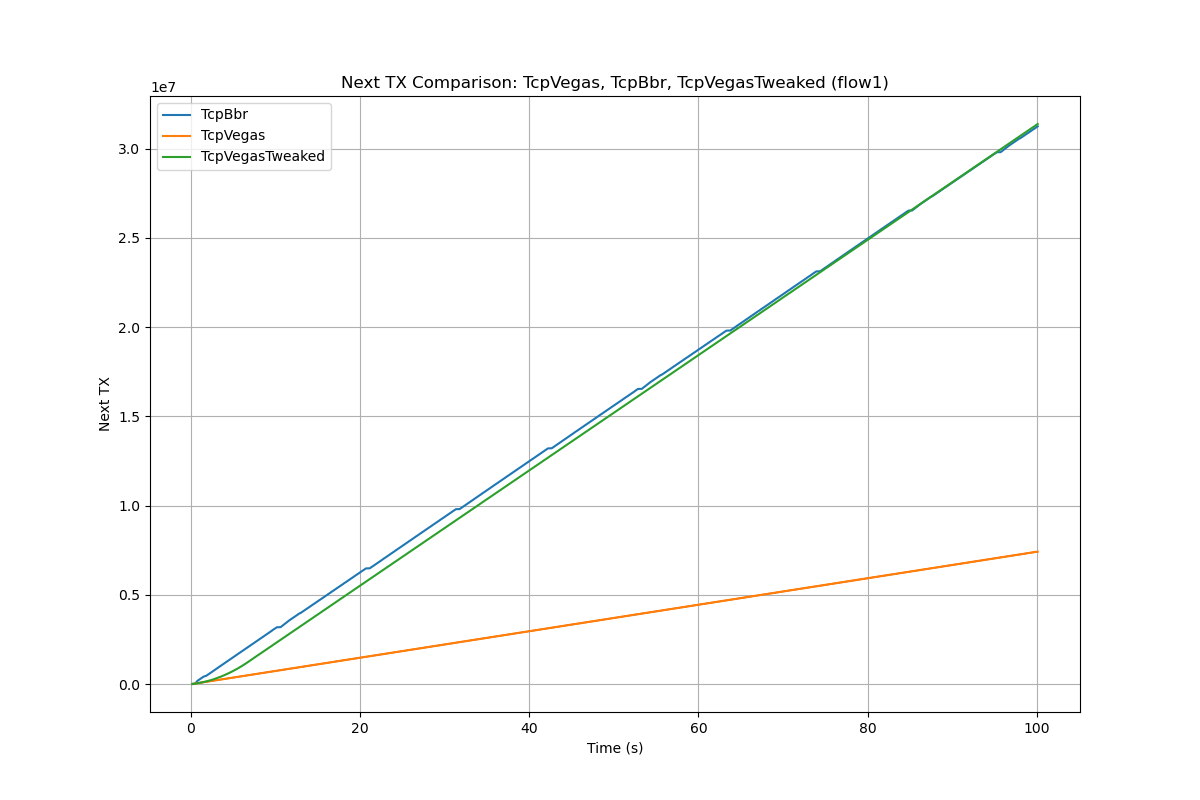 Next TX Comparison: TcpVegas, TcpBbr, TcpVegasTweaked (flow1)
1e7
TcpBbr
TcpVegas
TcpVegasTweaked
3.0
2.5
2.0
1.5
1.0
0.5
0.0
Next TX
0 20 40 60 80 100
Time (s)